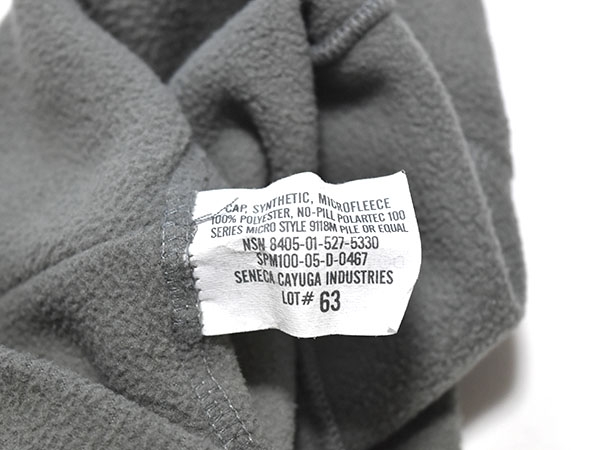 CAP, SYNTHETIC, MICROFLEECE
100% POLYESTER, NO-PILL POLARTEC 100
SERIES MICRO STYLE 9118M PILE OR EQUAL
NSN 8405-01-527-5330
SPM100-05-D-0467
SENECA CAYUGA INDUSTRIES
LOT# 63